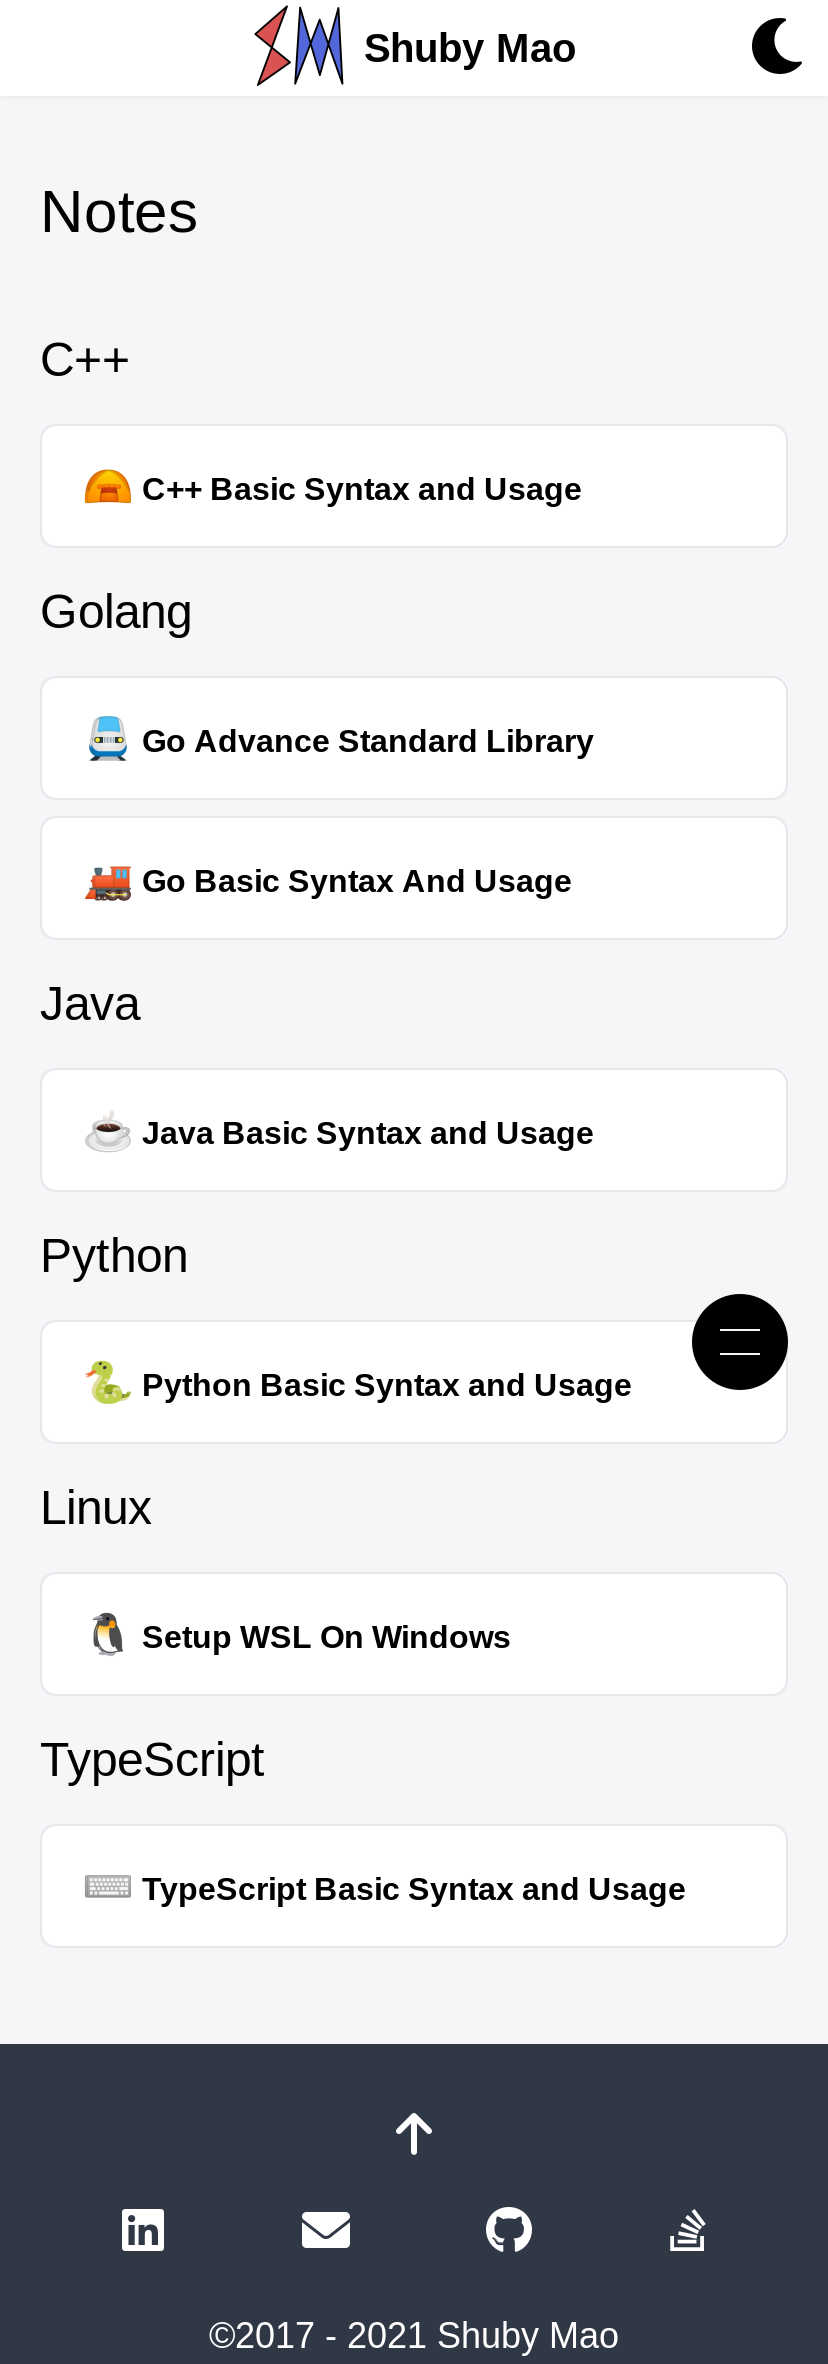 Shuby Mao
Notes
C++
C++ Basic Syntax and Usage
Golang
Go Advance Standard Library
Go Basic Syntax And Usage
Java
Java Basic Syntax and Usage
Python
Python Basic Syntax and Usage
Linux
Setup WSL On Windows
TypeScript
TypeScript Basic Syntax and Usage
©2017 - 2021 Shuby Mao